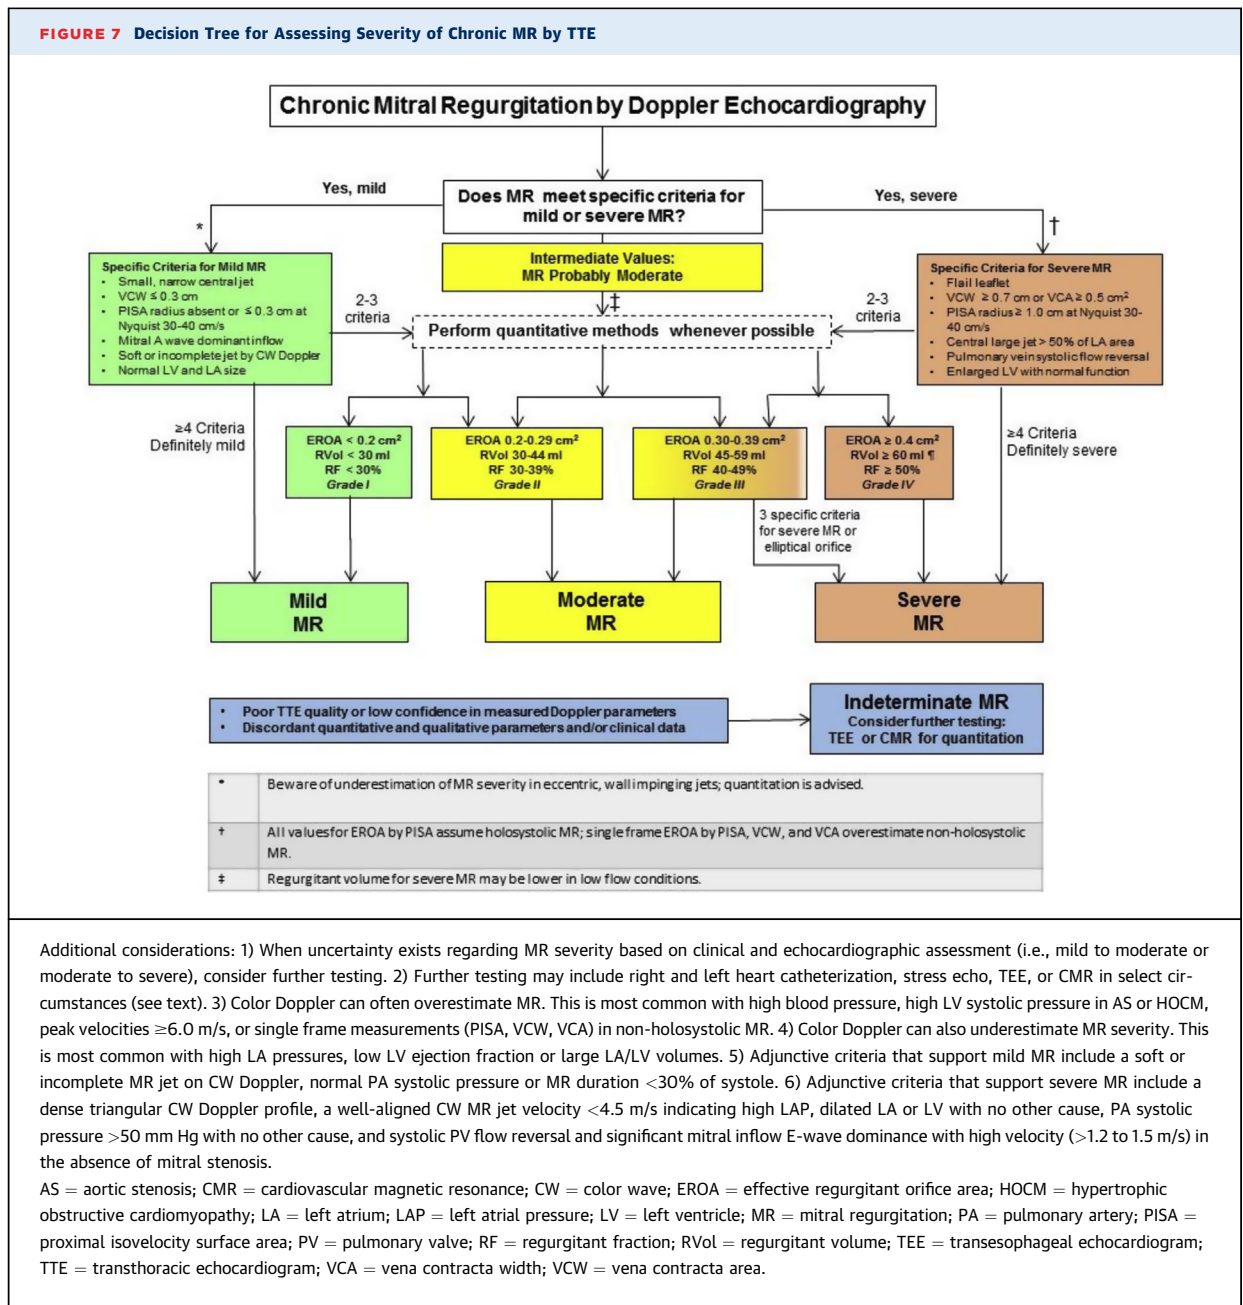 FIGURE 7 Decision Tree for Assessing Severity of Chronic MR by TTE
Chronic Mitral Regurgitation by Doppler Echocardiography
Yes, mild
Does MR meet specific criteria for
mild or severe MR?
Yes, severe
*
†
Intermediate Values:
MR Probably Moderate
Specific Criteria for Mild MR
• Small, narrow central jet
• VCW ≤ 0.3 cm
• PISA radius absent or ≤ 0.3 cm at
Nyquist 30-40 cm/s
• Mitral A wave dominant inflow
• Soft or incomplete jet by CW Doppler
• Normal LV and LA size
Specific Criteria for Severe MR
• Flail leaflet
• VCW ≥ 0.7 cm or VCA ≥ 0.5 cm²
• PISA radius ≥ 1.0 cm at Nyquist 30-
40 cm/s
• Central large jet > 50% of LA area
• Pulmonary vein systolic flow reversal
• Enlarged LV with normal function
2-3
criteria
‡
2-3
criteria
Perform quantitative methods whenever possible
≥4 Criteria
Definitely mild
EROA < 0.2 cm²
RVol < 30 ml
RF < 30%
Grade I
EROA 0.2-0.29 cm²
RVol 30-44 ml
RF 30-39%
Grade II
EROA 0.30-0.39 cm²
RVol 45-59 ml
RF 40-49%
Grade III
EROA ≥ 0.4 cm²
RVol ≥ 60 ml ¶
RF ≥ 50%
Grade IV
≥4 Criteria
Definitely severe
3 specific criteria
for severe MR or
elliptical orifice
Mild
MR
Moderate
MR
Severe
MR
• Poor TTE quality or low confidence in measured Doppler parameters
• Discordant quantitative and qualitative parameters and/or clinical data
Indeterminate MR
Consider further testing:
TEE or CMR for quantitation
* Beware of underestimation of MR severity in eccentric, wall impinging jets; quantitation is advised.
† All values for EROA by PISA assume holosystolic MR; single frame EROA by PISA, VCW, and VCA overestimate non-holosystolic
MR.
‡ Regurgitant volume for severe MR may be lower in low flow conditions.
Additional considerations: 1) When uncertainty exists regarding MR severity based on clinical and echocardiographic assessment (i.e., mild to moderate or
moderate to severe), consider further testing. 2) Further testing may include right and left heart catheterization, stress echo, TEE, or CMR in select cir-
cumstances (see text). 3) Color Doppler can often overestimate MR. This is most common with high blood pressure, high LV systolic pressure in AS or HOCM,
peak velocities ≥6.0 m/s, or single frame measurements (PISA, VCW, VCA) in non-holosystolic MR. 4) Color Doppler can also underestimate MR severity. This
is most common with high LA pressures, low LV ejection fraction or large LA/LV volumes. 5) Adjunctive criteria that support mild MR include a soft or
incomplete MR jet on CW Doppler, normal PA systolic pressure or MR duration <30% of systole. 6) Adjunctive criteria that support severe MR include a
dense triangular CW Doppler profile, a well-aligned CW MR jet velocity <4.5 m/s indicating high LAP, dilated LA or LV with no other cause, PA systolic
pressure >50 mm Hg with no other cause, and systolic PV flow reversal and significant mitral inflow E-wave dominance with high velocity (>1.2 to 1.5 m/s) in
the absence of mitral stenosis.
AS = aortic stenosis; CMR = cardiovascular magnetic resonance; CW = color wave; EROA = effective regurgitant orifice area; HOCM = hypertrophic
obstructive cardiomyopathy; LA = left atrium; LAP = left atrial pressure; LV = left ventricle; MR = mitral regurgitation; PA = pulmonary artery; PISA =
proximal isovelocity surface area; PV = pulmonary valve; RF = regurgitant fraction; RVol = regurgitant volume; TEE = transesophageal echocardiogram;
TTE = transthoracic echocardiogram; VCA = vena contracta width; VCW = vena contracta area.